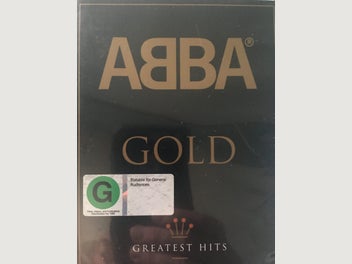 ABBA®
GOLD
G
Suitable for General
Audiences
GREATEST HITS